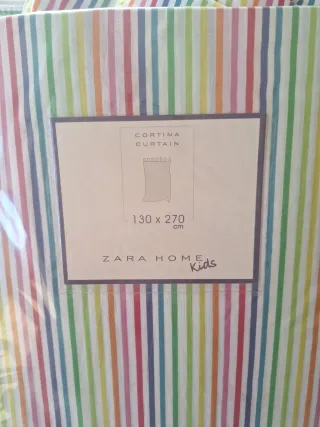 CORTINA
CURTAIN
130 x 270
cm
ZARA HOME
Kids